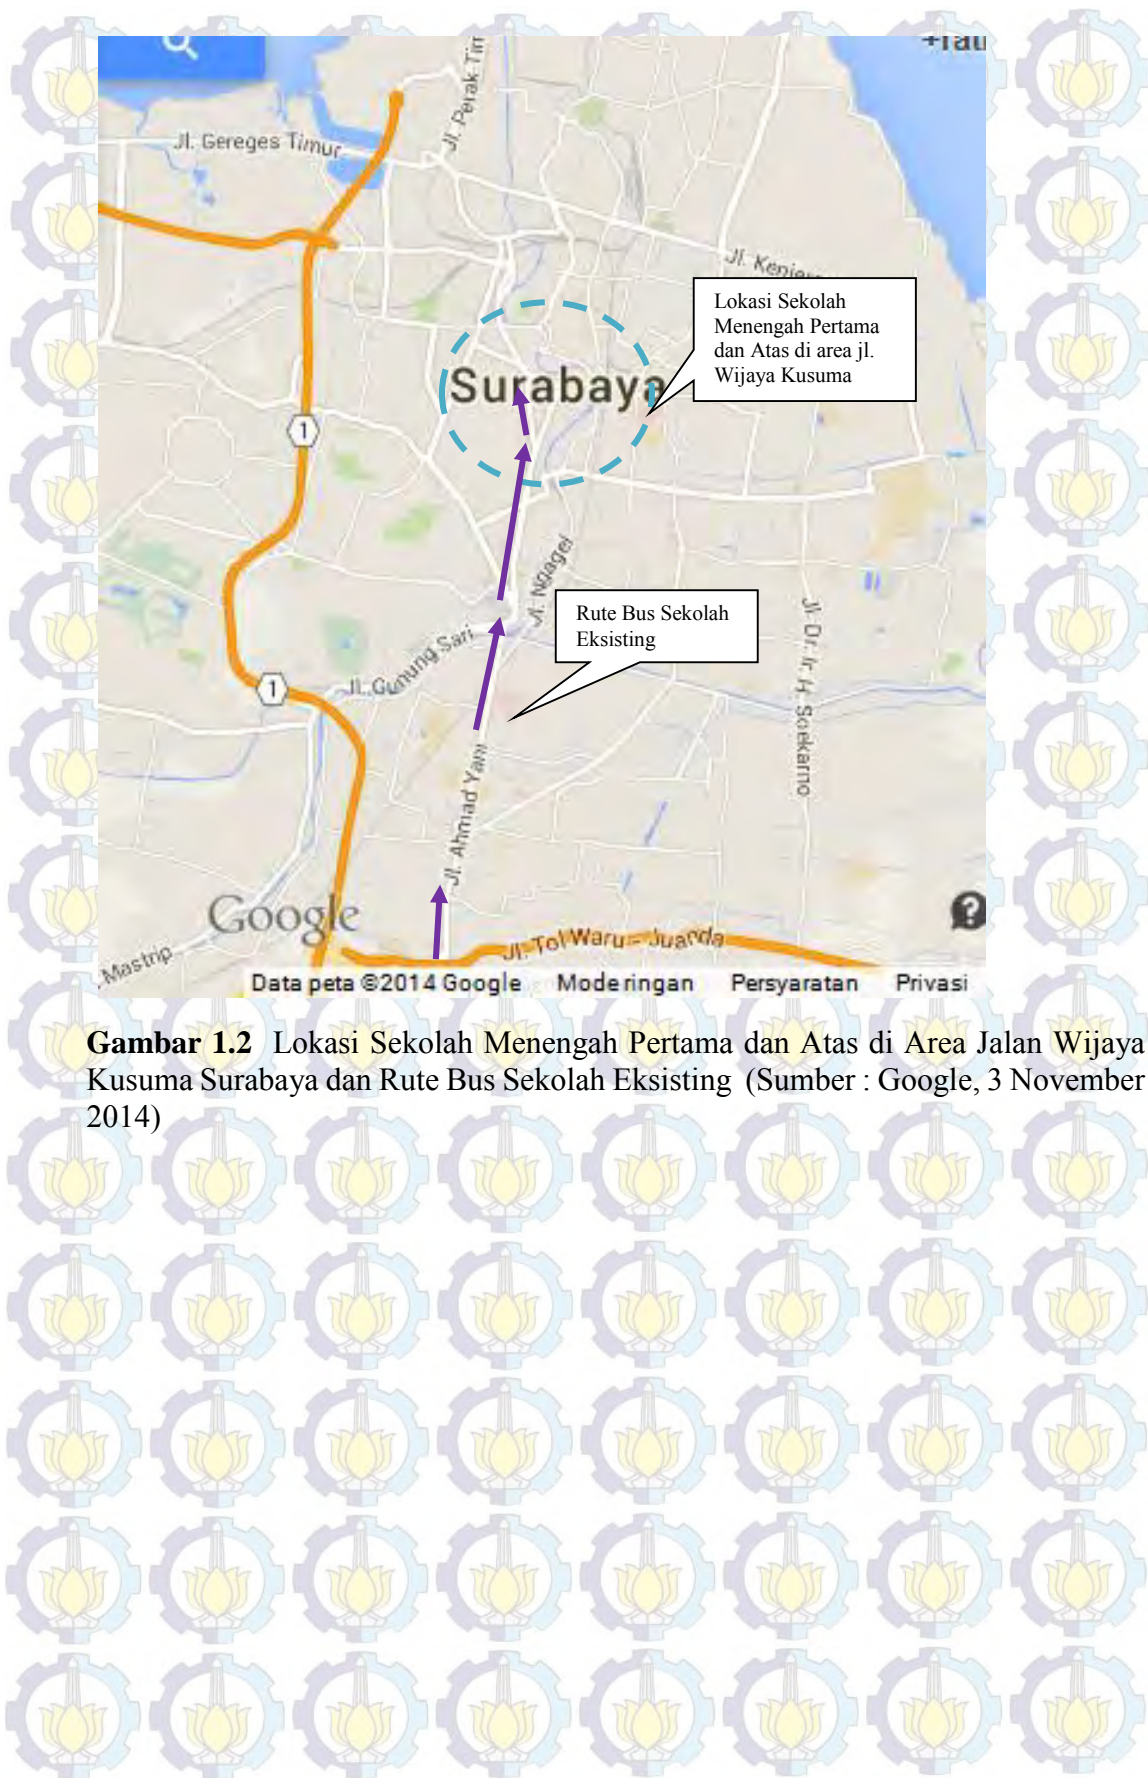 Jl. Perak Tim
Jl. Gereges Timur
Jl. Kenjer
Lokasi Sekolah
Menengah Pertama
dan Atas di area jl.
Wijaya Kusuma
Surabaya
1
Jl. Ngagel
Rute Bus Sekolah
Eksisting
Jl. Gunung Sari
1
Jl. Dr. Ir. H. Soekarno
Jl. Ahmad Yani
Google
Jl. Tol Waru - Juanda
Mastrip
Data peta ©2014 Google Mode ringan Persyaratan Privasi
Gambar 1.2 Lokasi Sekolah Menengah Pertama dan Atas di Area Jalan Wijaya
Kusuma Surabaya dan Rute Bus Sekolah Eksisting (Sumber : Google, 3 November
2014)